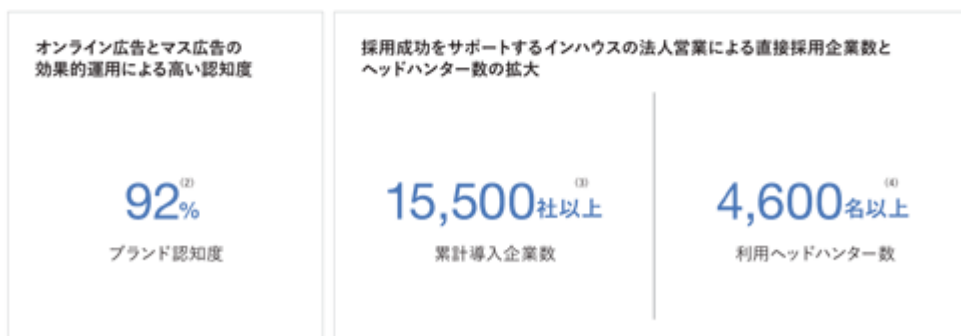 オンライン広告とマス広告の
効果的運用による高い認知度
92%(2)
ブランド認知度
採用成功をサポートするインハウスの法人営業による直接採用企業数と
ヘッドハンター数の拡大
15,500社以上(3)
累計導入企業数
4,600名以上(4)
利用ヘッドハンター数